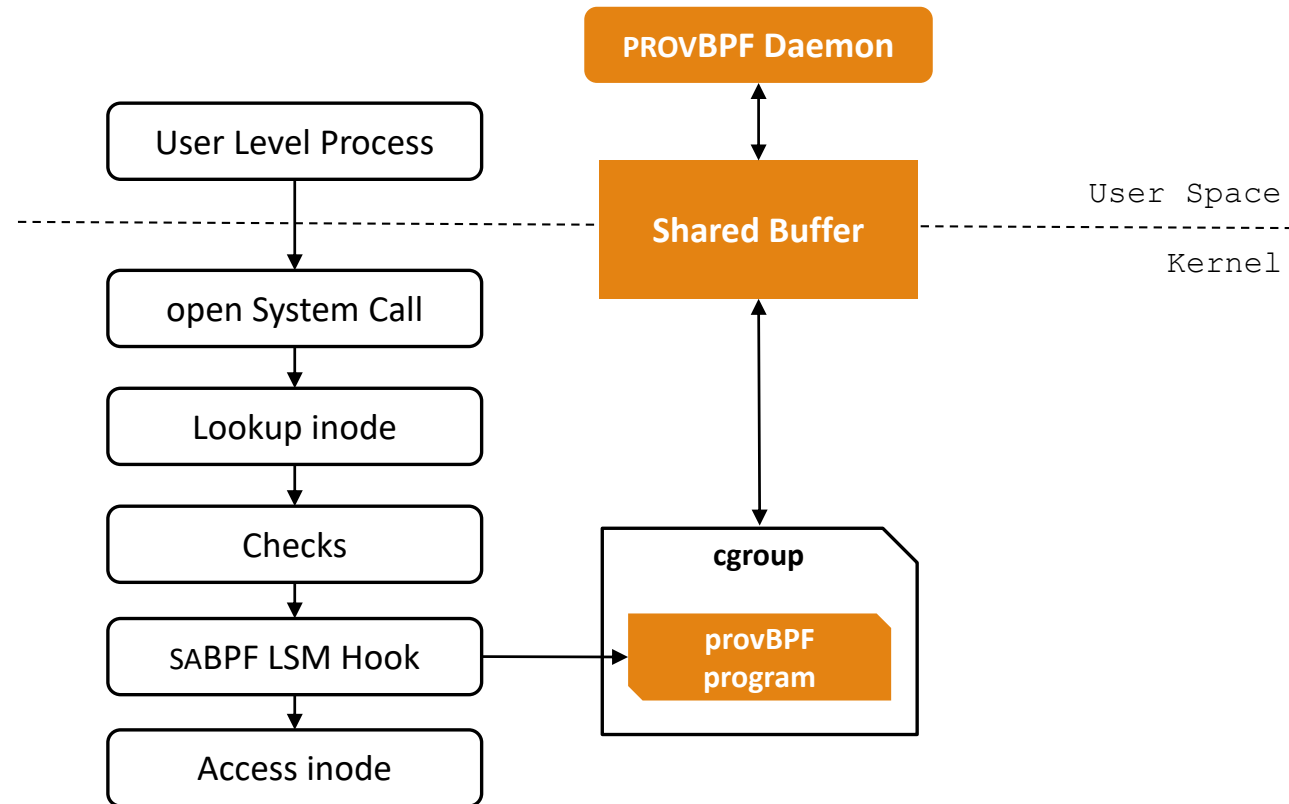 PROVBPF Daemon
User Level Process
User Space
Shared Buffer
Kernel
open System Call
Lookup inode
Checks
cgroup
SABPF LSM Hook
provBPF
program
Access inode